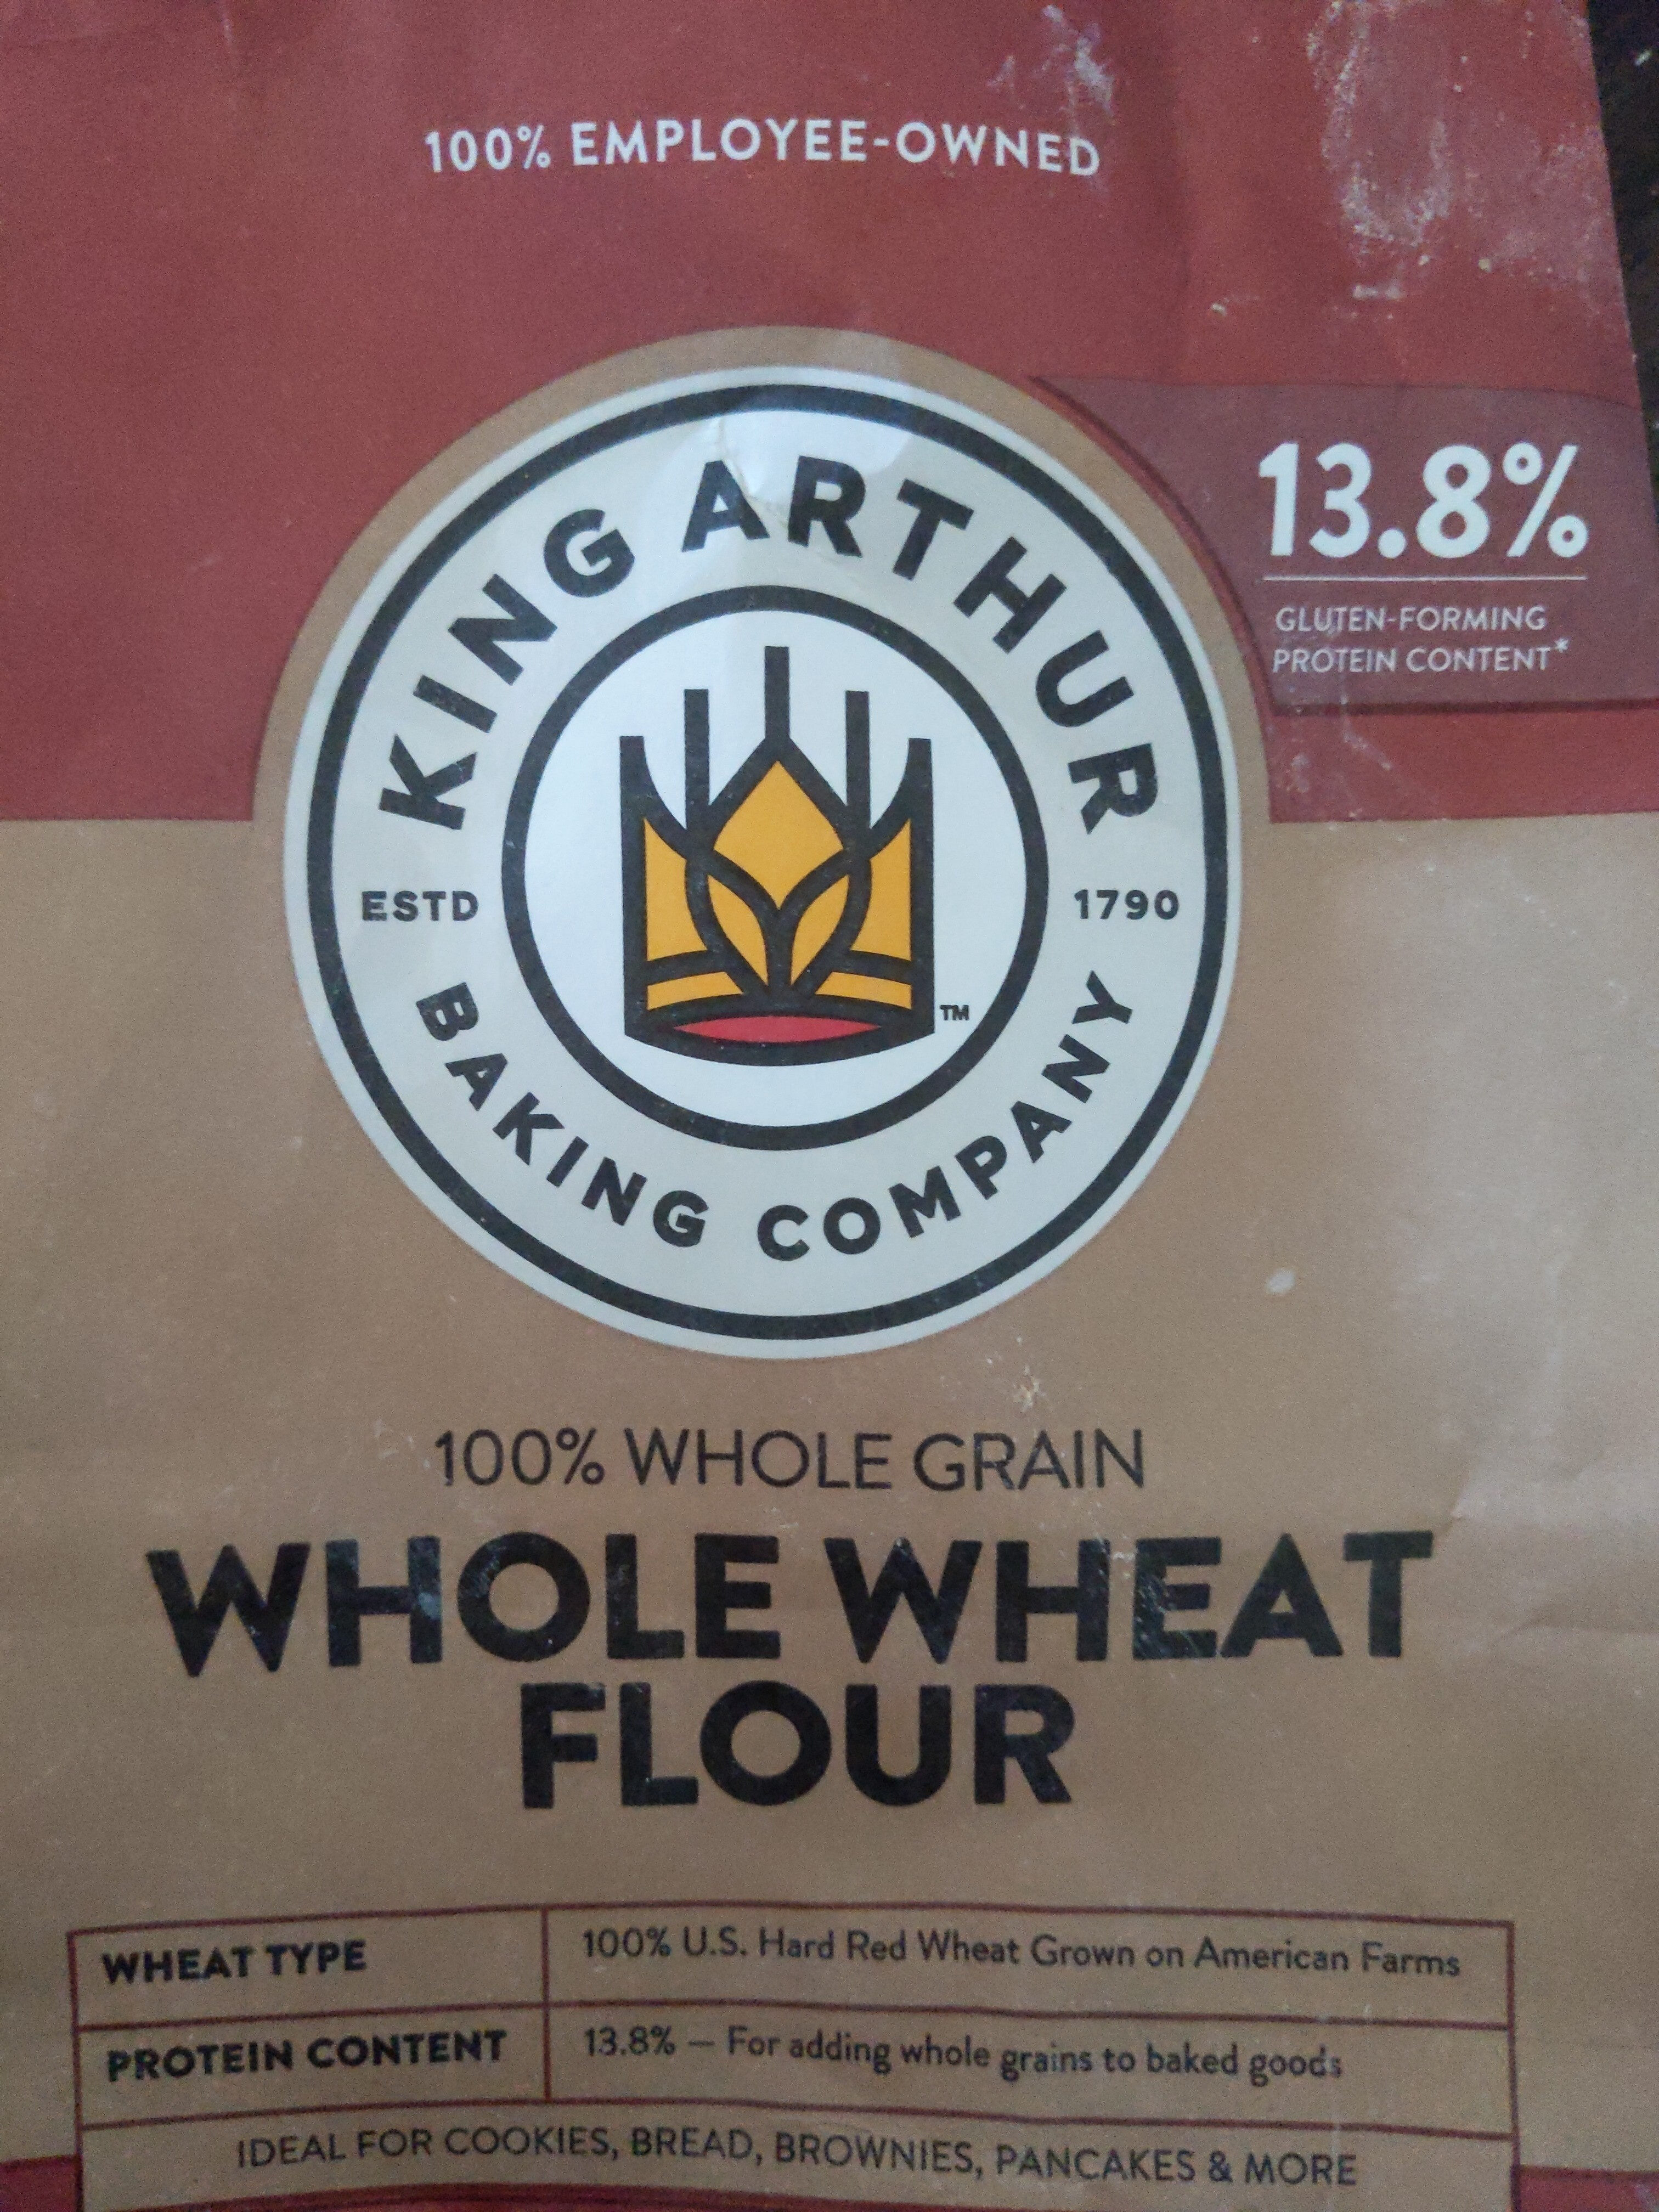 100% EMPLOYEE-OWNED
13.8%
GLUTEN-FORMING
PROTEIN CONTENT*
KING ARTHUR
ESTD 1790
BAKING COMPANY
TM
100% WHOLE GRAIN
WHOLE WHEAT
FLOUR
WHEAT TYPE 100% U.S. Hard Red Wheat Grown on American Farms
PROTEIN CONTENT 13.8% — For adding whole grains to baked goods
IDEAL FOR COOKIES, BREAD, BROWNIES, PANCAKES & MORE